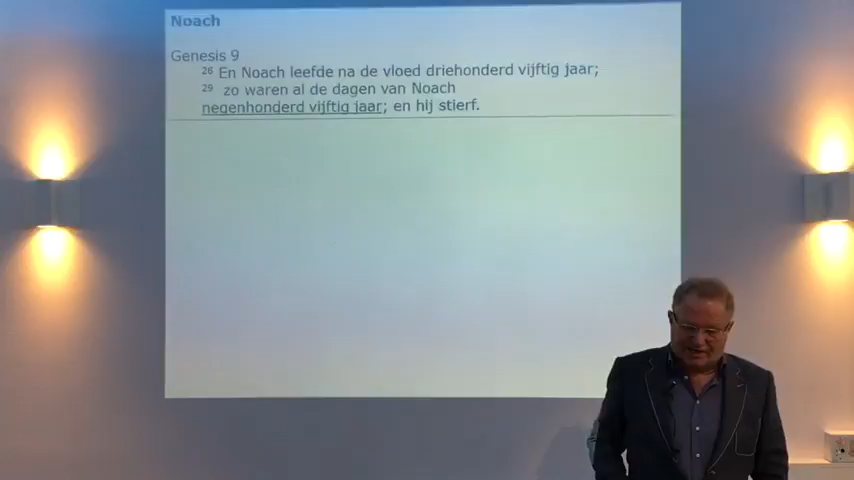 Noach
Genesis 9
26 En Noach leefde na de vloed driehonderd vijftig jaar;
29 zo waren al de dagen van Noach
negenhonderd vijftig jaar; en hij stierf.